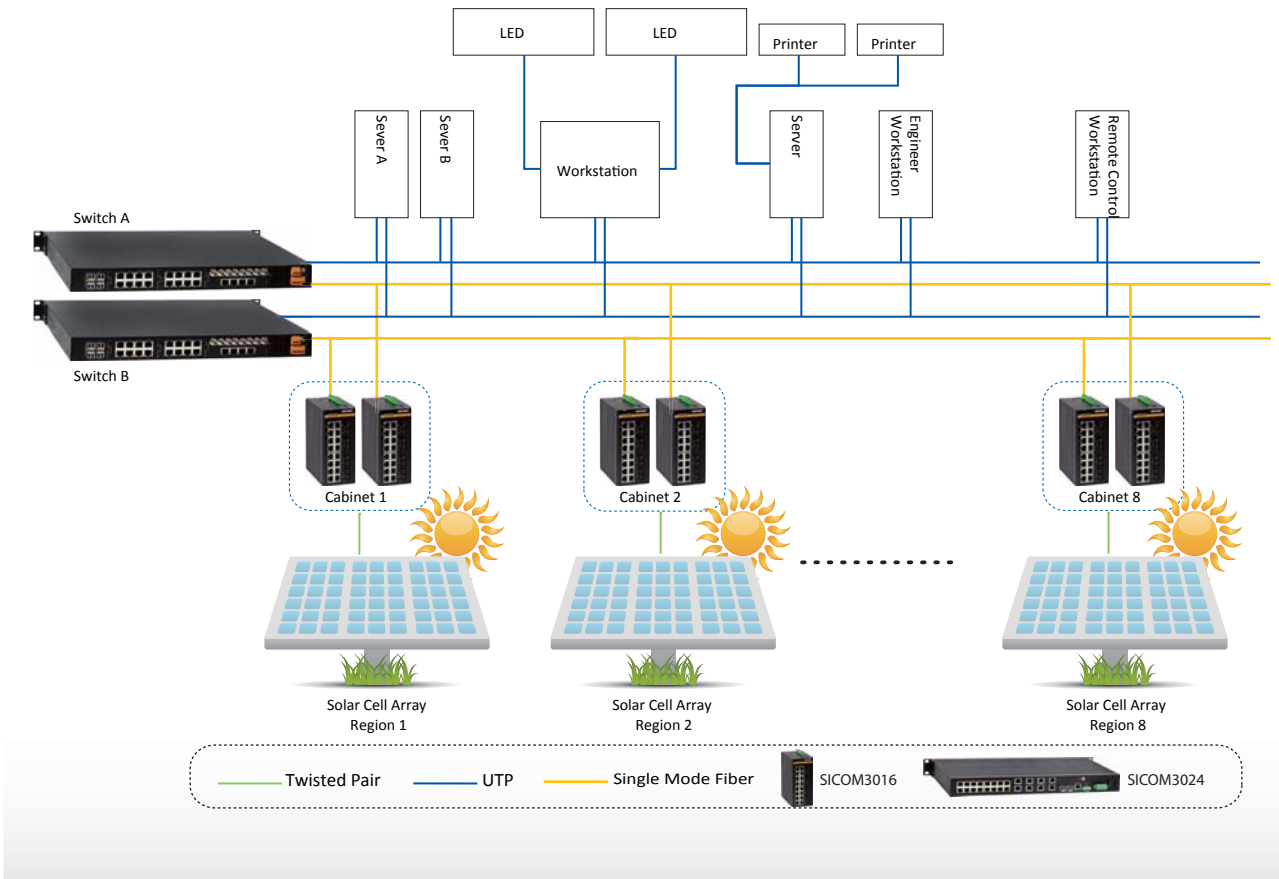 LED
LED
Printer
Printer
Sever A
Sever B
Workstation
Server
Engineer
Workstation
Remote Control
Workstation
Switch A
Switch B
Cabinet 1
Cabinet 2
Cabinet 8
Solar Cell Array
Region 1
Solar Cell Array
Region 2
Solar Cell Array
Region 8
Twisted Pair
UTP
Single Mode Fiber
SICOM3016
SICOM3024